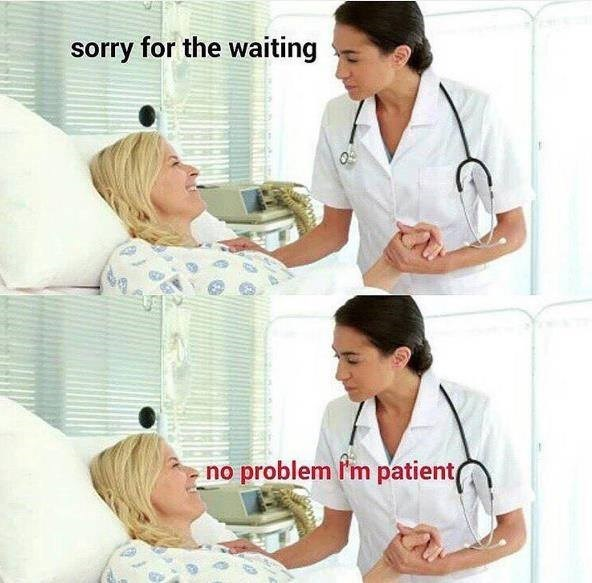 sorry for the waiting
no problem I'm patient